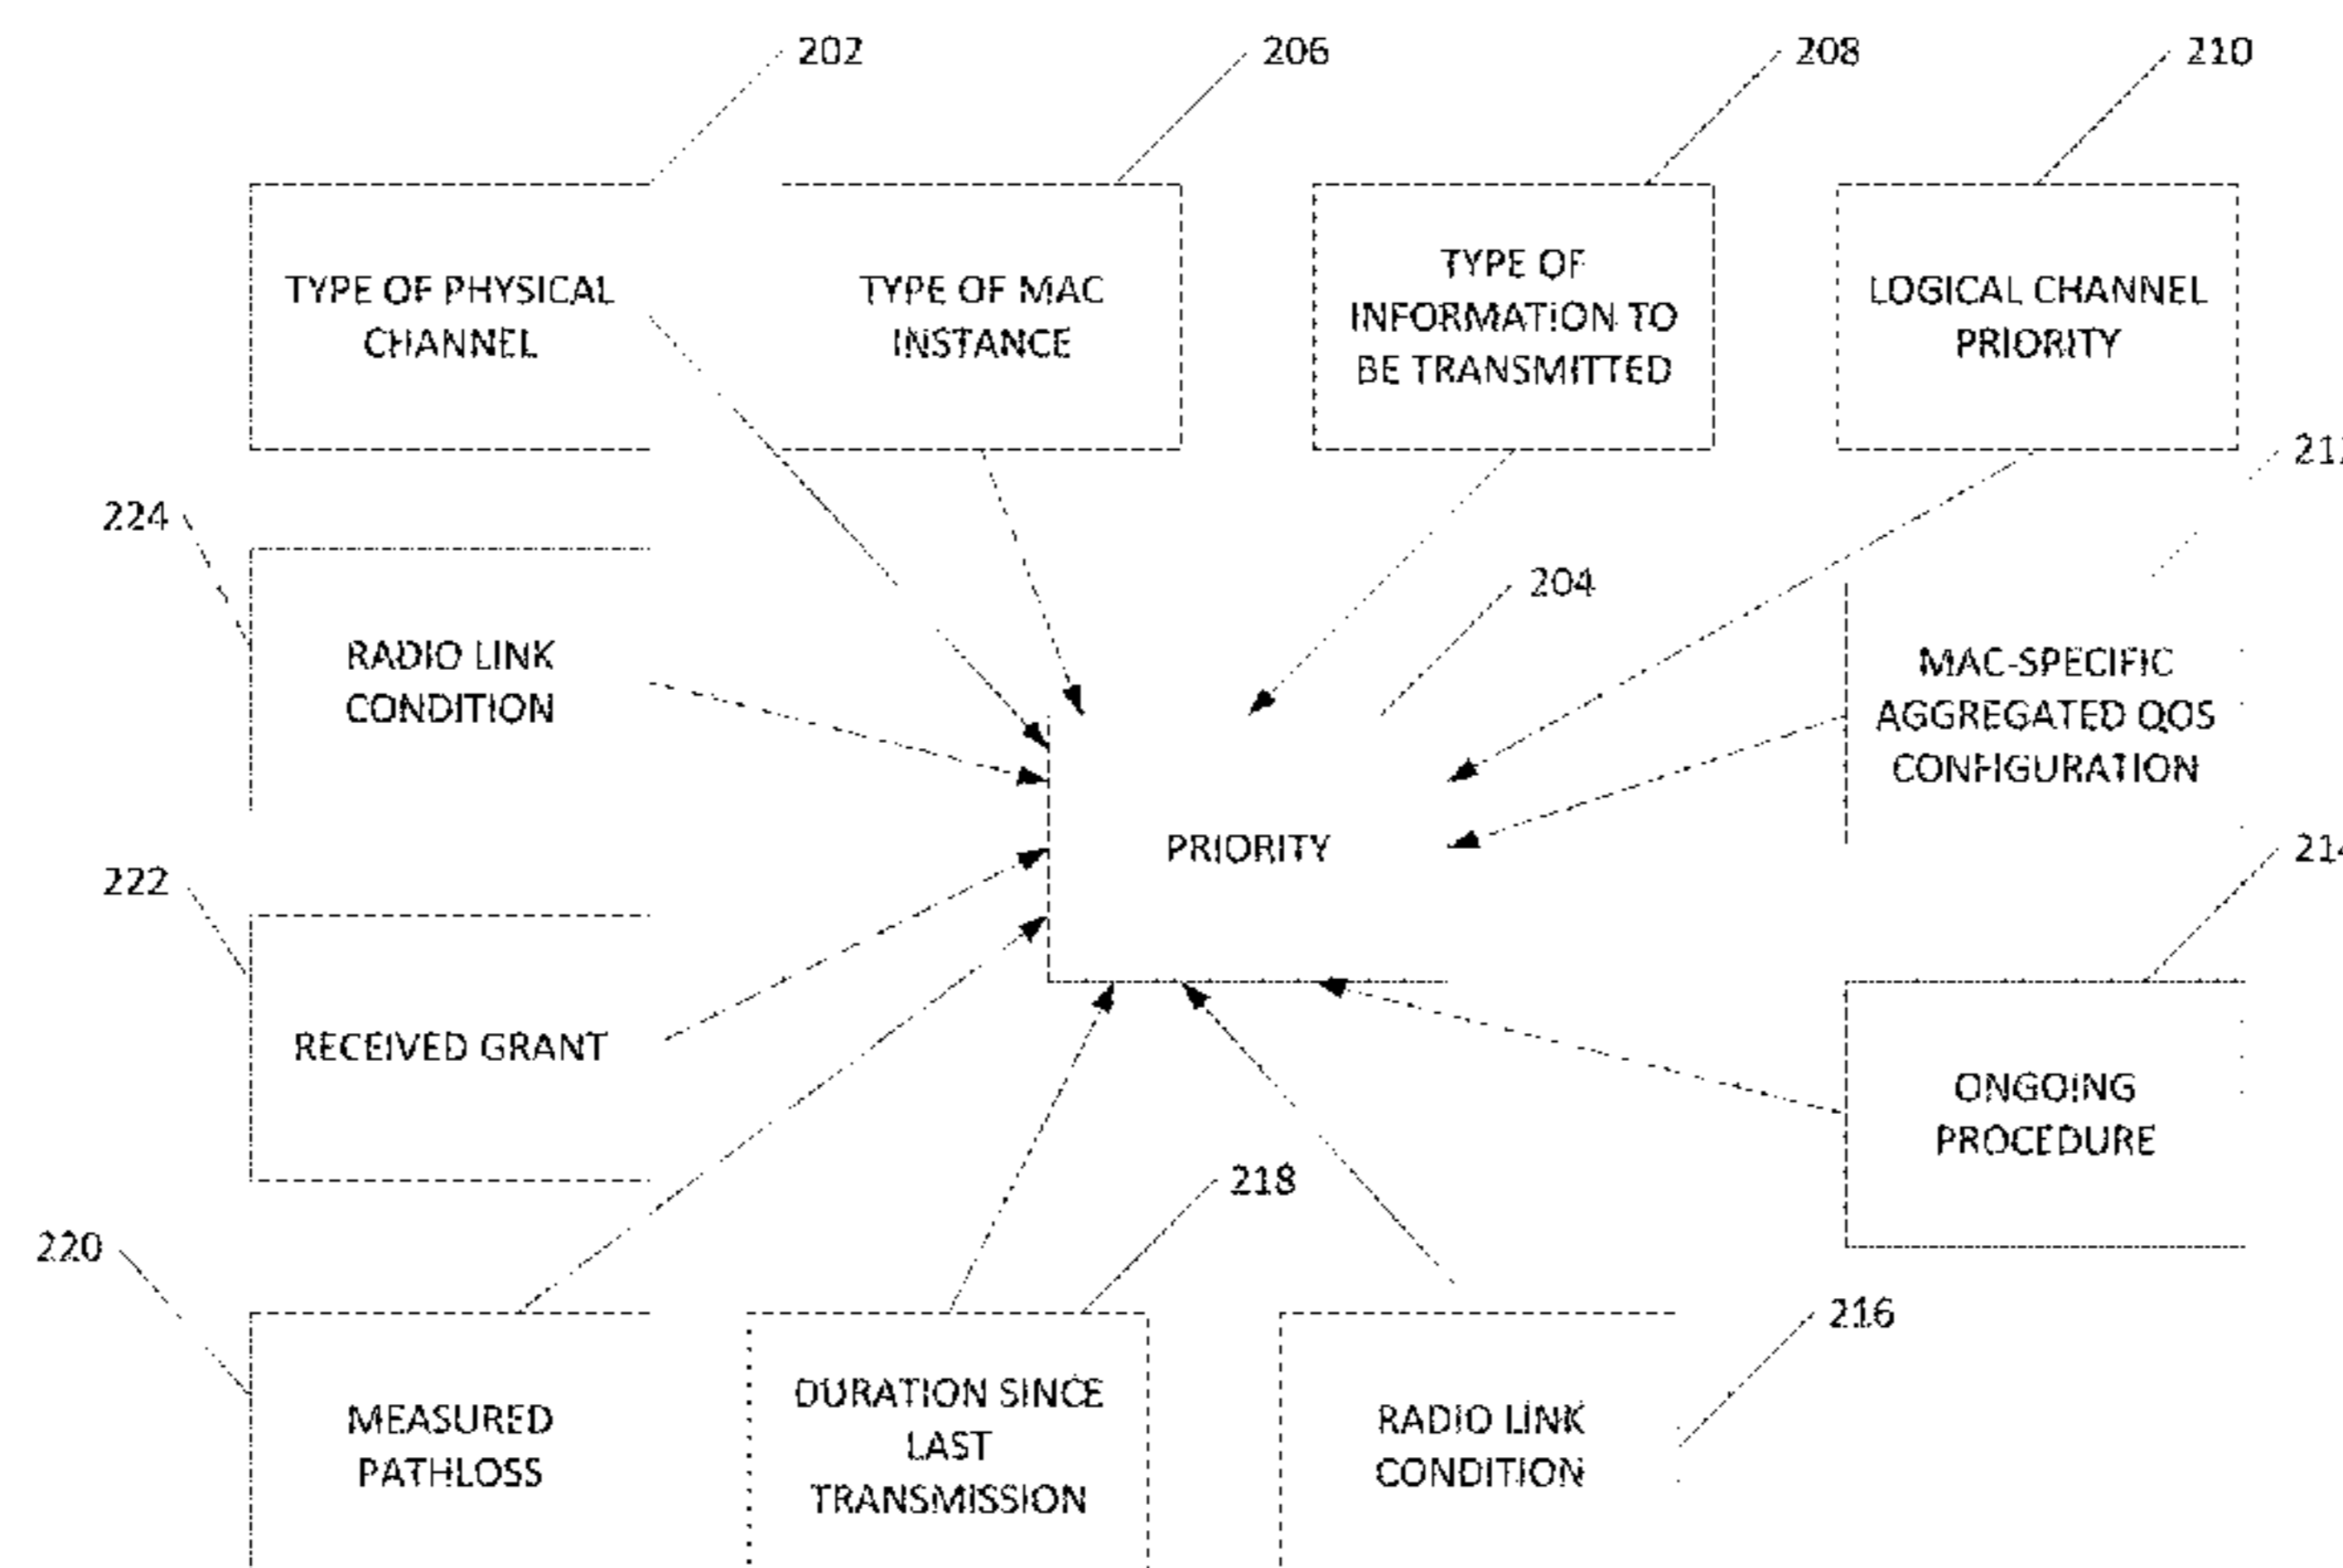 202
206
208
210
TYPE OF PHYSICAL
CHANNEL
TYPE OF MAC
INSTANCE
TYPE OF
INFORMATION TO
BE TRANSMITTED
LOGICAL CHANNEL
PRIORITY
224
RADIO LINK
CONDITION
204
MAC-SPECIFIC
AGGREGATED QOS
CONFIGURATION
PRIORITY
222
RECEIVED GRANT
ONGOING
PROCEDURE
218
220
216
MEASURED
PATHLOSS
DURATION SINCE
LAST
TRANSMISSION
RADIO LINK
CONDITION